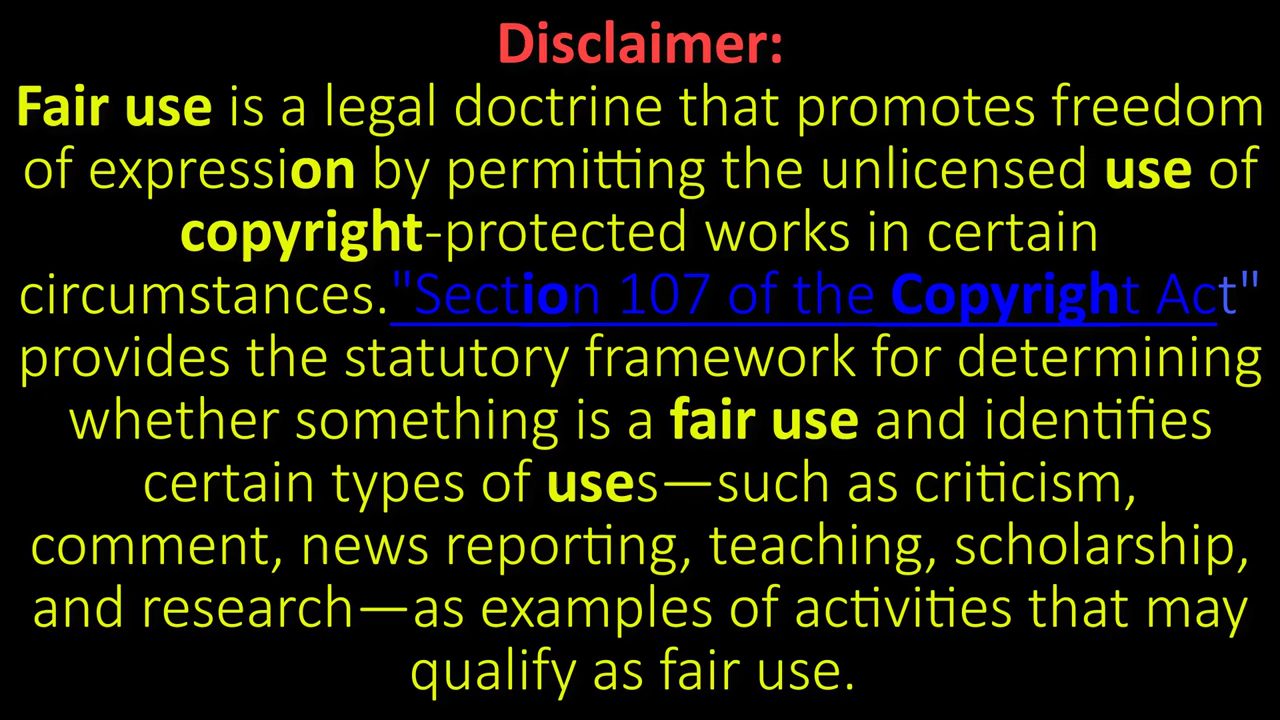 Disclaimer:
Fair use is a legal doctrine that promotes freedom
of expression by permitting the unlicensed use of
copyright-protected works in certain
circumstances."Section 107 of the Copyright Act"
provides the statutory framework for determining
whether something is a fair use and identifies
certain types of uses—such as criticism,
comment, news reporting, teaching, scholarship,
and research—as examples of activities that may
qualify as fair use.